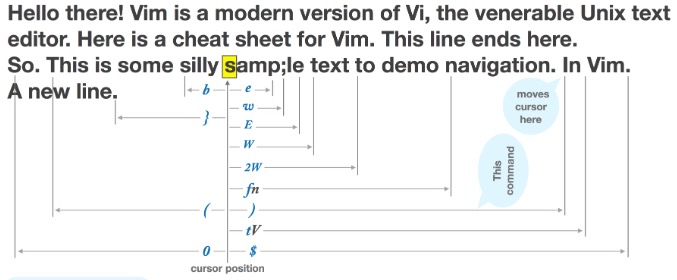 Hello there! Vim is a modern version of Vi, the venerable Unix text
editor. Here is a cheat sheet for Vim. This line ends here.
So. This is some silly samp;le text to demo navigation. In Vim.
A new line.
b e
w
} E
W
2W
fn
( )
tV
0 $
cursor position
moves
cursor
here
This
command